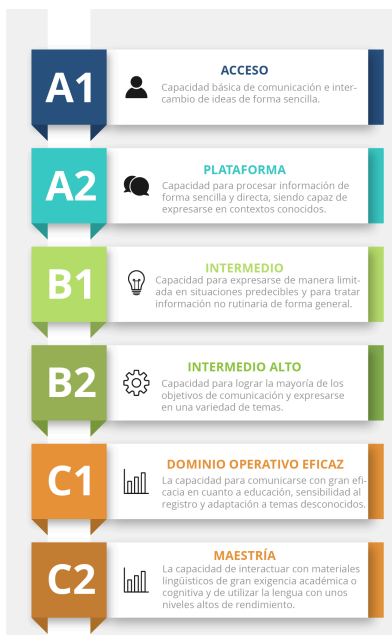 A1
ACCESO
Capacidad básica de comunicación e inter-
cambio de ideas de forma sencilla.
A2
PLATAFORMA
Capacidad para procesar información de
forma sencilla y directa, siendo capaz de
expresarse en contextos conocidos.
B1
INTERMEDIO
Capacidad para expresarse de manera limit-
ada en situaciones predecibles y para tratar
información no rutinaria de forma general.
B2
INTERMEDIO ALTO
Capacidad para lograr la mayoría de los
objetivos de comunicación y expresarse
en una variedad de temas.
C1
DOMINIO OPERATIVO EFICAZ
La capacidad para comunicarse con gran efi-
cacia en cuanto a educación, sensibilidad al
registro y adaptación a temas desconocidos.
C2
MAESTRÍA
La capacidad de interactuar con materiales
lingüísticos de gran exigencia académica o
cognitiva y de utilizar la lengua con unos
niveles altos de rendimiento.